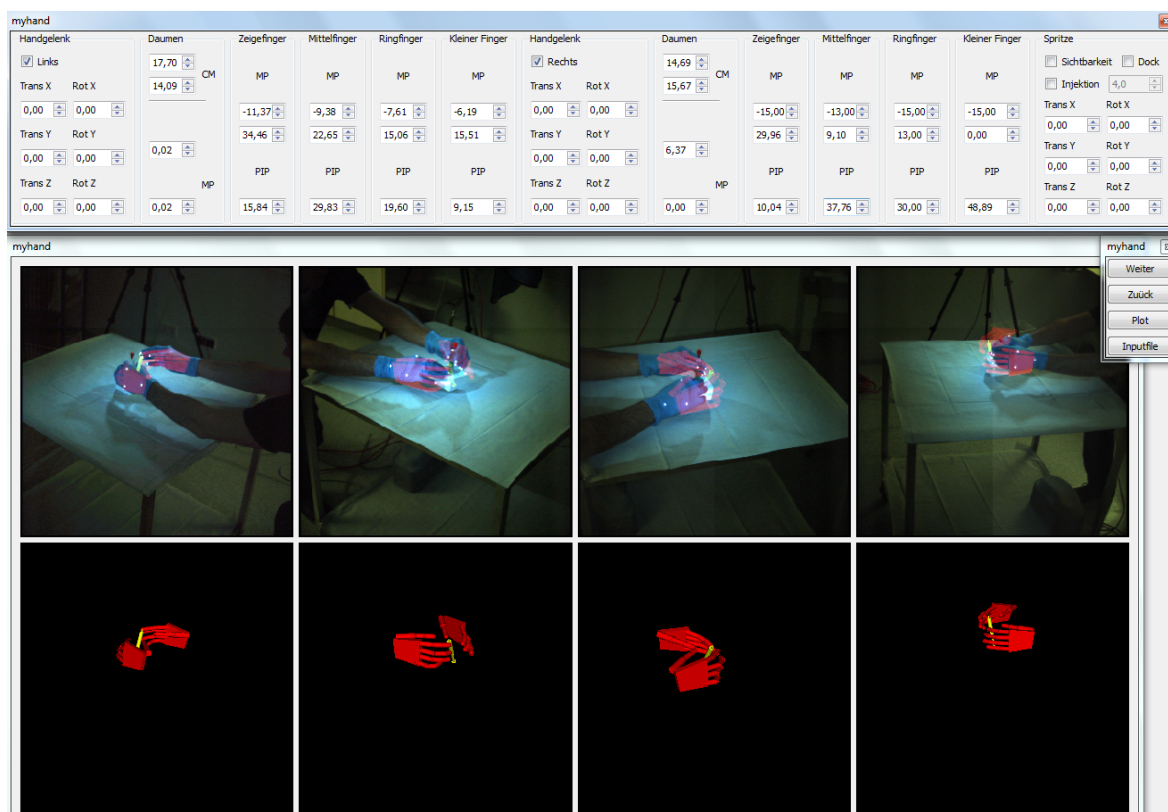 myhand
Handgelenk Daumen Zeigefinger Mittelfinger Ringfinger Kleiner Finger Handgelenk Daumen Zeigefinger Mittelfinger Ringfinger Kleiner Finger Spritze
Links 17,70 Rechts 14,69 Sichtbarkeit Dock
CM MP MP MP MP CM MP MP MP MP
Trans X Rot X 14,09 Trans X Rot X 15,67 Injektion 4,0
Trans X Rot X
0,00 0,00 -11,37 -9,38 -7,61 -6,19 0,00 0,00 -15,00 -13,00 -15,00 -15,00
0,00 0,00
Trans Y Rot Y 34,46 22,65 15,06 15,51 Trans Y Rot Y 29,96 9,10 13,00 0,00
Trans Y Rot Y
0,02 6,37
0,00 0,00 0,00 0,00 0,00 0,00
PIP PIP PIP PIP PIP PIP PIP PIP
Trans Z Rot Z MP Trans Z Rot Z MP Trans Z Rot Z
0,00 0,00 0,02 15,84 29,83 19,60 9,15 0,00 0,00 0,00 10,04 37,76 30,00 48,89 0,00 0,00
myhand
myhand
Weiter
Zuück
Plot
Inputfile